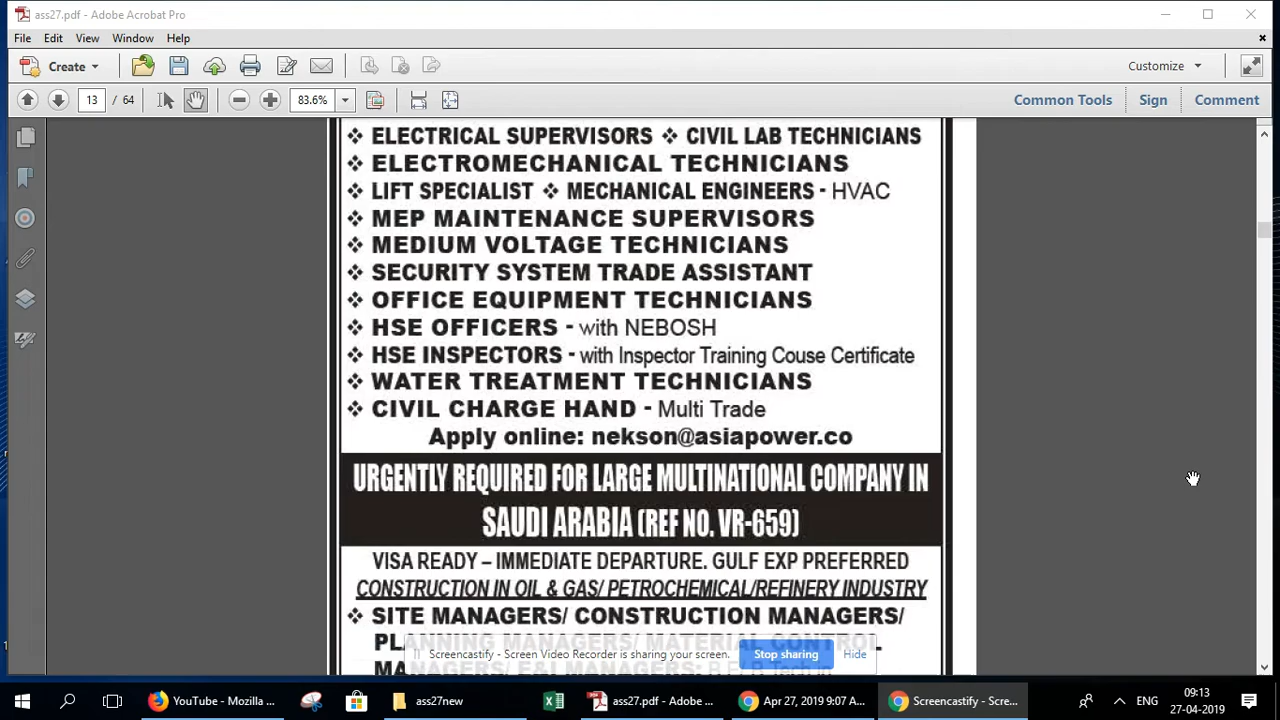 ass27.pdf - Adobe Acrobat Pro
File Edit View Window Help
Create Customize
13 / 64 83.6% Common Tools Sign Comment
❖ ELECTRICAL SUPERVISORS ❖ CIVIL LAB TECHNICIANS
❖ ELECTROMECHANICAL TECHNICIANS
❖ LIFT SPECIALIST ❖ MECHANICAL ENGINEERS - HVAC
❖ MEP MAINTENANCE SUPERVISORS
❖ MEDIUM VOLTAGE TECHNICIANS
❖ SECURITY SYSTEM TRADE ASSISTANT
❖ OFFICE EQUIPMENT TECHNICIANS
❖ HSE OFFICERS - with NEBOSH
❖ HSE INSPECTORS - with Inspector Training Couse Certificate
❖ WATER TREATMENT TECHNICIANS
❖ CIVIL CHARGE HAND - Multi Trade
Apply online: nekson@asiapower.co
URGENTLY REQUIRED FOR LARGE MULTINATIONAL COMPANY IN
SAUDI ARABIA (REF NO. VR-659)
VISA READY – IMMEDIATE DEPARTURE. GULF EXP PREFERRED
CONSTRUCTION IN OIL & GAS/ PETROCHEMICAL/REFINERY INDUSTRY
❖ SITE MANAGERS/ CONSTRUCTION MANAGERS/
PLANNING MANAGERS/ MATERIAL CONTROL
Screencastify - Screen Video Recorder is sharing your screen. Stop sharing Hide
MANAGERS/ E&I MANAGERS:
YouTube - Mozilla ... ass27new ass27.pdf - Adobe ... Apr 27, 2019 9:07 A... Screencastify - Scre... ENG 09:13
27-04-2019